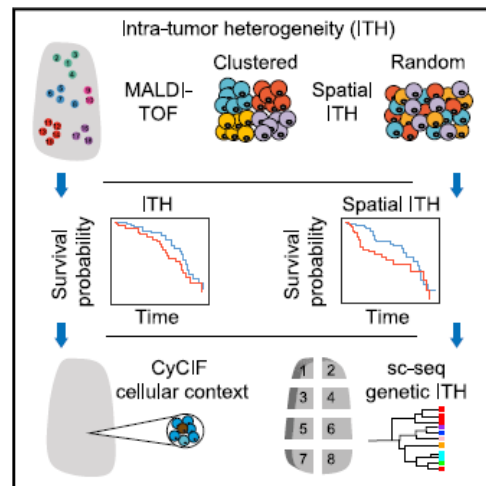 Intra-tumor heterogeneity (ITH)
MALDI-
TOF
Clustered
Spatial
ITH
Random
ITH
Survival
probability
Time
Spatial ITH
Survival
probability
Time
CyCIF
cellular context
1 2
3 4
5 6
7 8
sc-seq
genetic ITH